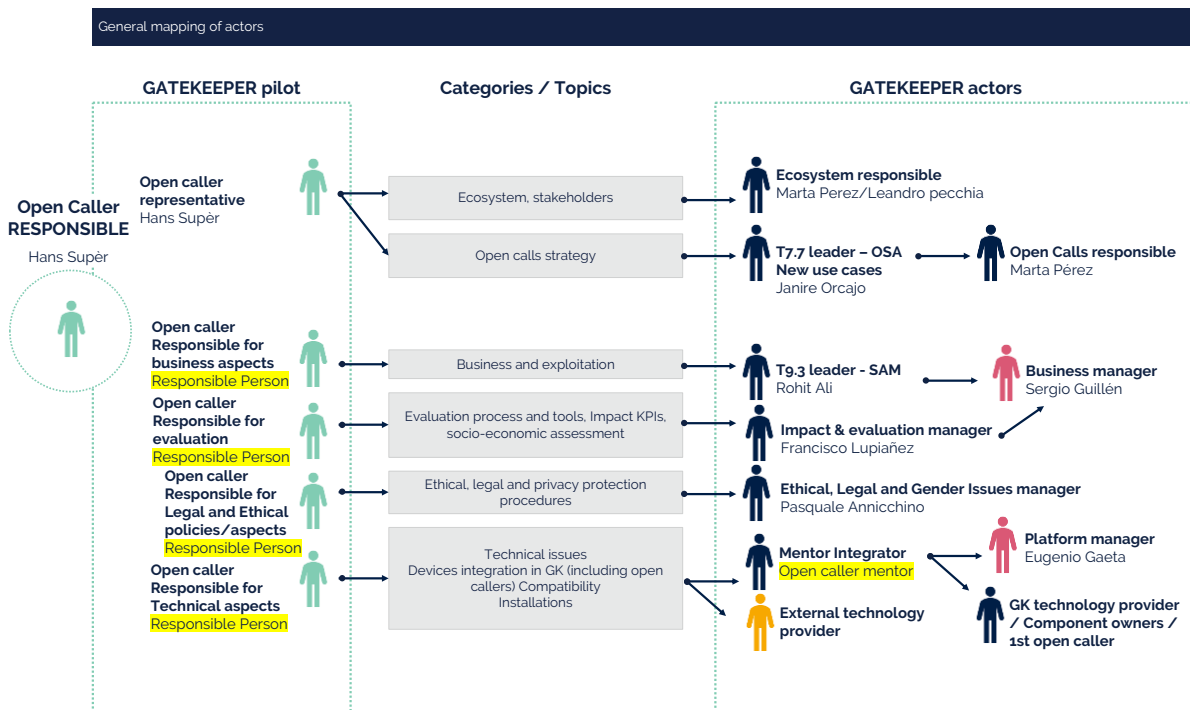 General mapping of actors
GATEKEEPER pilot
Categories / Topics
GATEKEEPER actors
Open Caller
RESPONSIBLE
Hans Supèr
Open caller
representative
Hans Supèr
Ecosystem, stakeholders
Ecosystem responsible
Marta Perez/Leandro pecchia
Open calls strategy
T7.7 leader – OSA
New use cases
Janire Orcajo
Open Calls responsible
Marta Pérez
Open caller
Responsible for
business aspects
Responsible Person
Business and exploitation
T9.3 leader - SAM
Rohit Ali
Business manager
Sergio Guillén
Open caller
Responsible for
evaluation
Responsible Person
Evaluation process and tools, Impact KPIs,
socio-economic assessment
Impact & evaluation manager
Francisco Lupiañez
Open caller
Responsible for
Legal and Ethical
policies/aspects
Responsible Person
Ethical, legal and privacy protection
procedures
Ethical, Legal and Gender Issues manager
Pasquale Annicchino
Open caller
Responsible for
Technical aspects
Responsible Person
Technical issues
Devices integration in GK (including open
callers) Compatibility
Installations
Mentor Integrator
Open caller mentor
Platform manager
Eugenio Gaeta
External technology
provider
GK technology provider
/ Component owners /
1st open caller